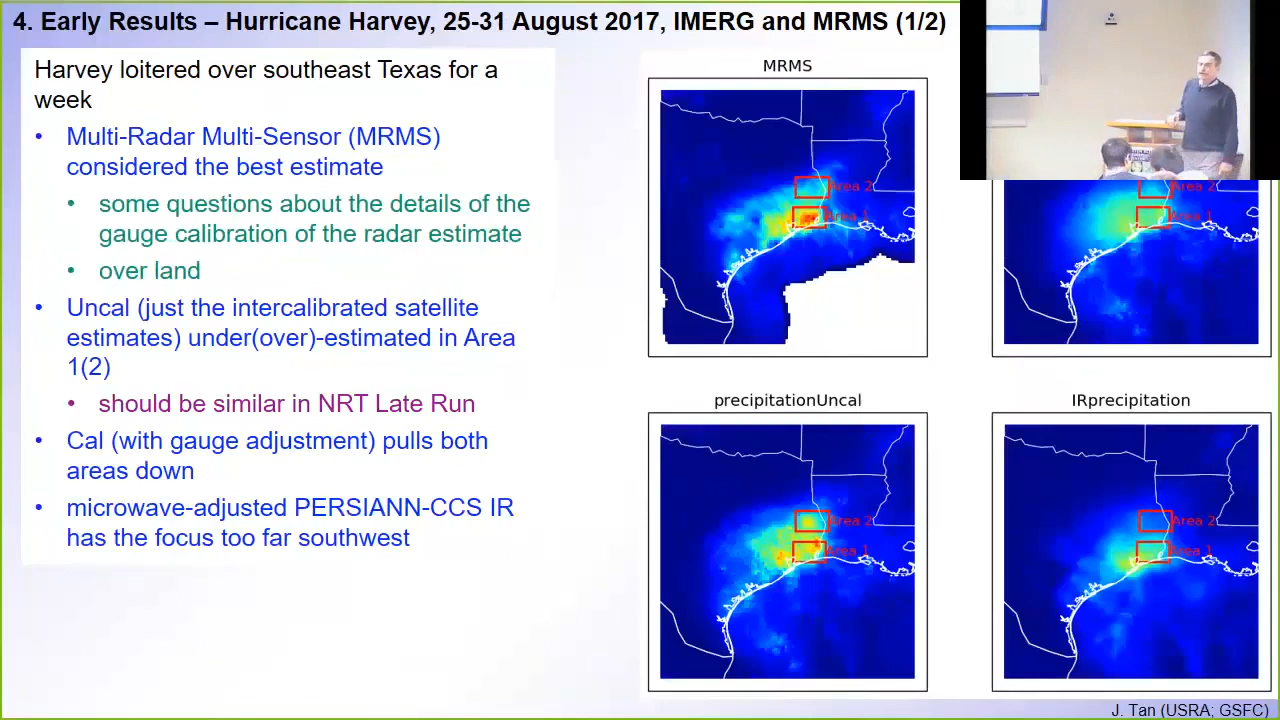 4. Early Results – Hurricane Harvey, 25-31 August 2017, IMERG and MRMS (1/2)
Harvey loitered over southeast Texas for a
week
• Multi-Radar Multi-Sensor (MRMS)
considered the best estimate
• some questions about the details of the
gauge calibration of the radar estimate
• over land
• Uncal (just the intercalibrated satellite
estimates) under(over)-estimated in Area
1(2)
• should be similar in NRT Late Run
• Cal (with gauge adjustment) pulls both
areas down
• microwave-adjusted PERSIANN-CCS IR
has the focus too far southwest
MRMS
Area 2
Area 1
Area 2
Area 1
precipitationUncal
Area 2
Area 1
IRprecipitation
Area 2
Area 1
J. Tan (USRA; GSFC)